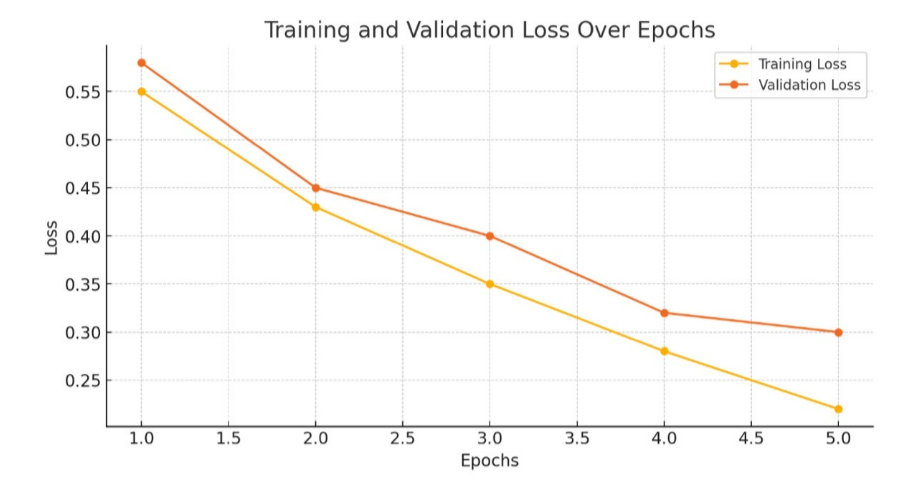 Training and Validation Loss Over Epochs
Training Loss
Validation Loss
0.55
0.50
0.45
0.40
0.35
0.30
0.25
Loss
1.0 1.5 2.0 2.5 3.0 3.5 4.0 4.5 5.0
Epochs